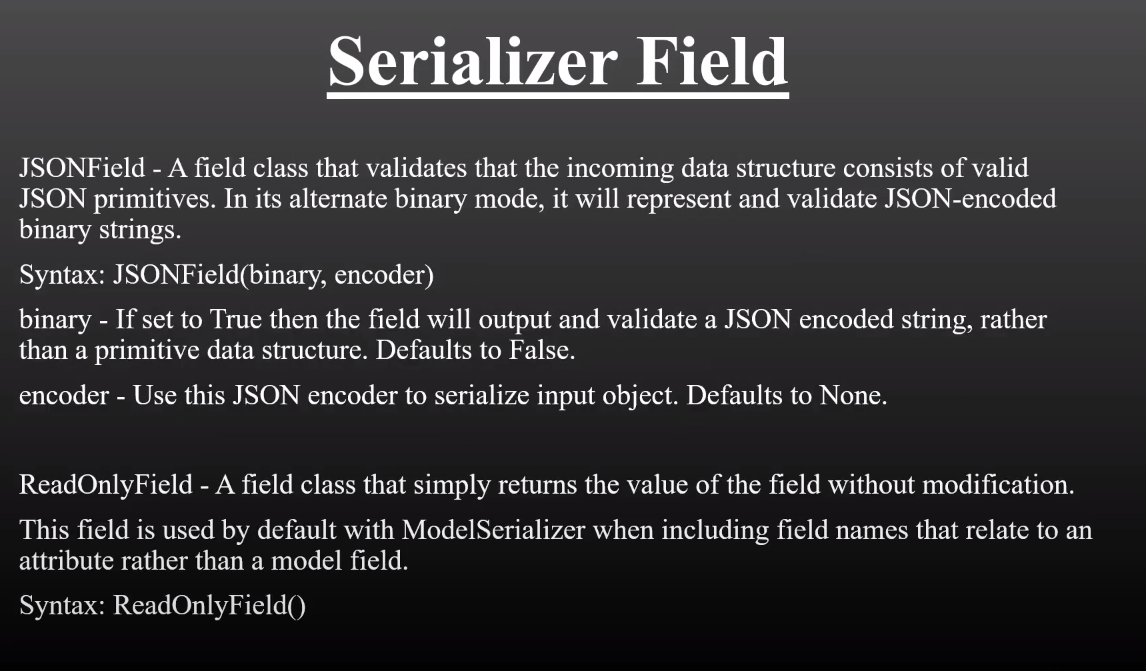 Serializer Field
JSONField - A field class that validates that the incoming data structure consists of valid
JSON primitives. In its alternate binary mode, it will represent and validate JSON-encoded
binary strings.
Syntax: JSONField(binary, encoder)
binary - If set to True then the field will output and validate a JSON encoded string, rather
than a primitive data structure. Defaults to False.
encoder - Use this JSON encoder to serialize input object. Defaults to None.
ReadOnlyField - A field class that simply returns the value of the field without modification.
This field is used by default with ModelSerializer when including field names that relate to an
attribute rather than a model field.
Syntax: ReadOnlyField()